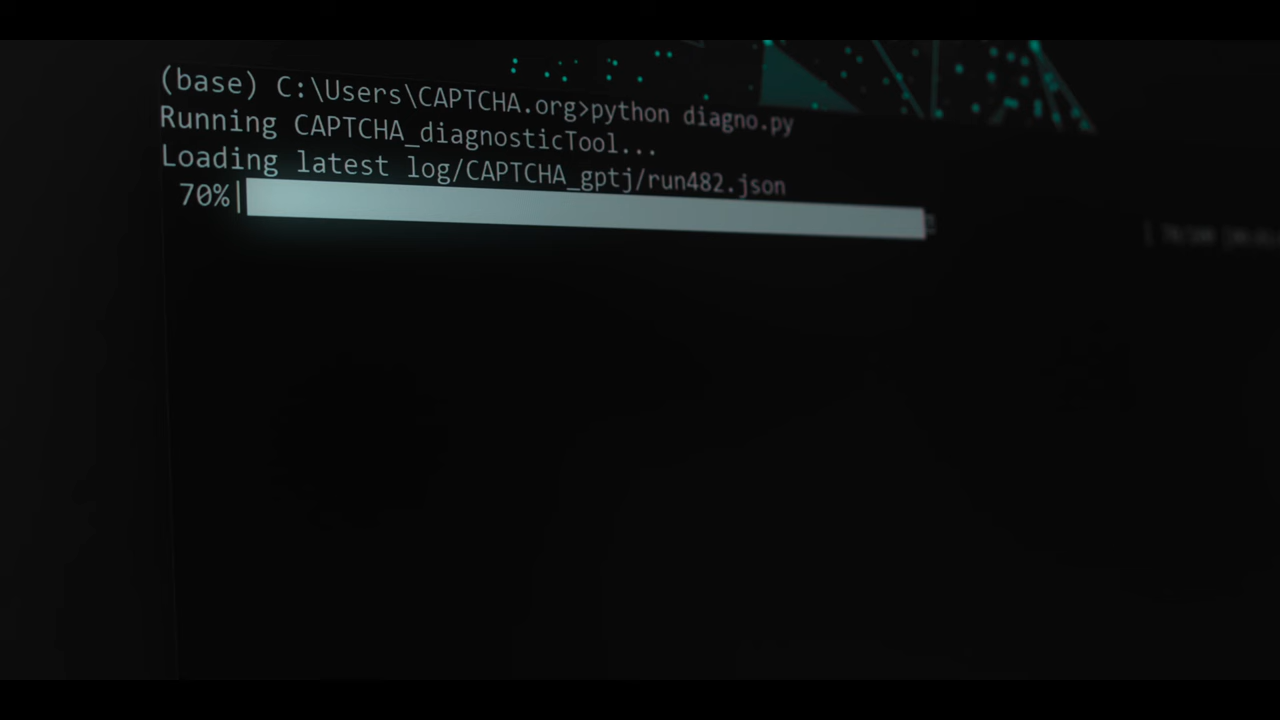 (base) C:\Users\CAPTCHA.org>python diagno.py
Running CAPTCHA_diagnosticTool...
Loading latest log/CAPTCHA_gptj/run482.json
70%|